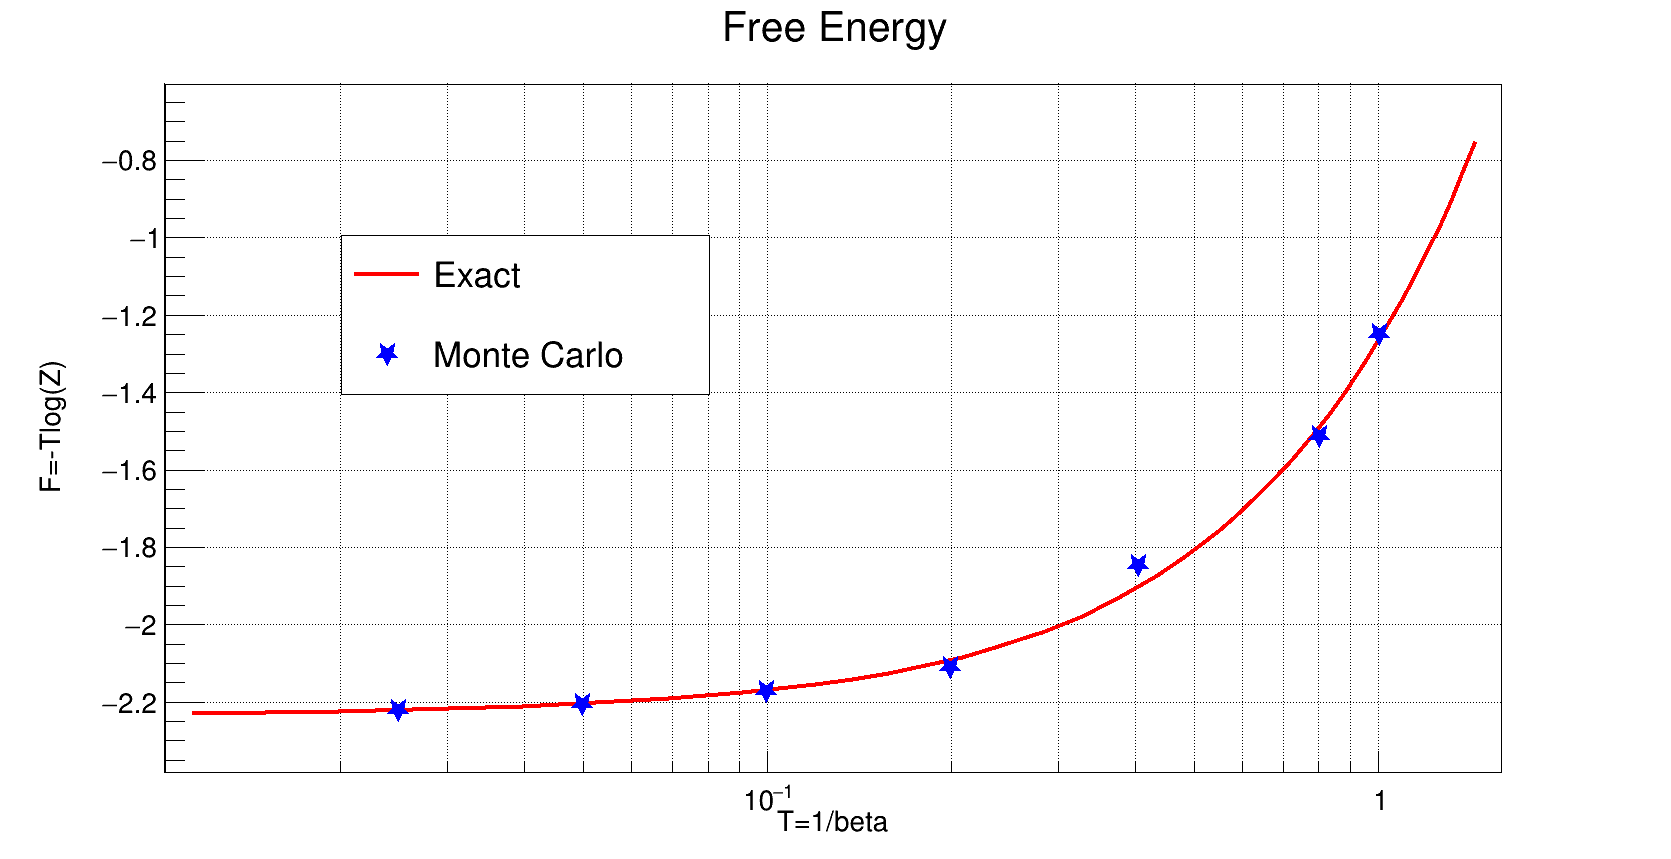 Free Energy
F=-Tlog(Z)
−0.8
−1
−1.2
−1.4
−1.6
−1.8
−2
−2.2
Exact
Monte Carlo
10⁻¹
1
T=1/beta